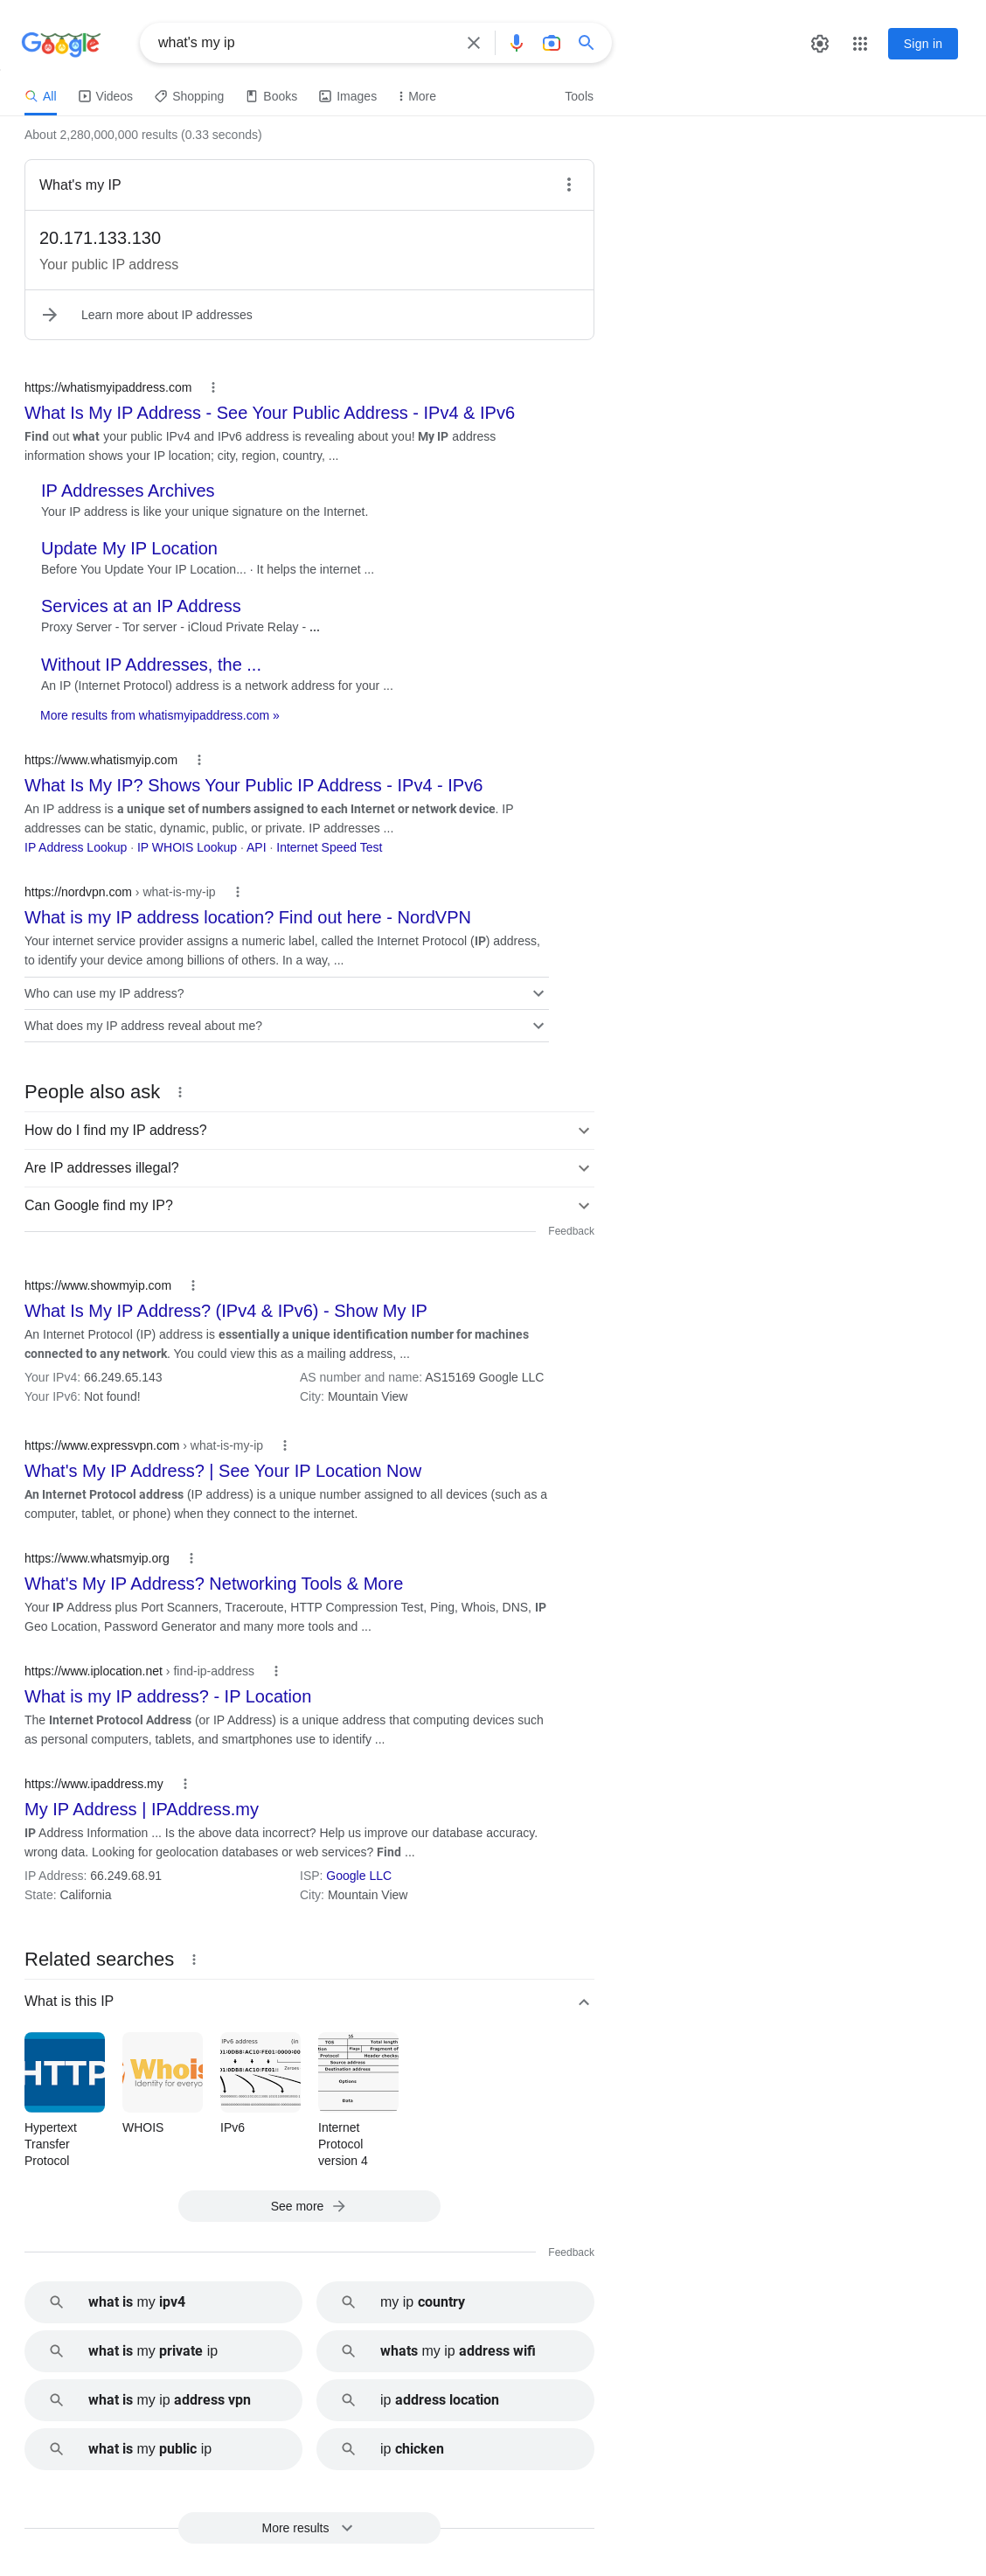 Google
what's my ip
Sign in
All
Videos
Shopping
Books
Images
More
Tools
About 2,280,000,000 results (0.33 seconds)
What's my IP
20.171.133.130
Your public IP address
Learn more about IP addresses
https://whatismyipaddress.com
What Is My IP Address - See Your Public Address - IPv4 & IPv6
Find out what your public IPv4 and IPv6 address is revealing about you! My IP address
information shows your IP location; city, region, country, ...
IP Addresses Archives
Your IP address is like your unique signature on the Internet.
Update My IP Location
Before You Update Your IP Location... · It helps the internet ...
Services at an IP Address
Proxy Server - Tor server - iCloud Private Relay - ...
Without IP Addresses, the ...
An IP (Internet Protocol) address is a network address for your ...
More results from whatismyipaddress.com »
https://www.whatismyip.com
What Is My IP? Shows Your Public IP Address - IPv4 - IPv6
An IP address is a unique set of numbers assigned to each Internet or network device. IP
addresses can be static, dynamic, public, or private. IP addresses ...
IP Address Lookup · IP WHOIS Lookup · API · Internet Speed Test
https://nordvpn.com › what-is-my-ip
What is my IP address location? Find out here - NordVPN
Your internet service provider assigns a numeric label, called the Internet Protocol (IP) address,
to identify your device among billions of others. In a way, ...
Who can use my IP address?
What does my IP address reveal about me?
People also ask
How do I find my IP address?
Are IP addresses illegal?
Can Google find my IP?
Feedback
https://www.showmyip.com
What Is My IP Address? (IPv4 & IPv6) - Show My IP
An Internet Protocol (IP) address is essentially a unique identification number for machines
connected to any network. You could view this as a mailing address, ...
Your IPv4: 66.249.65.143
AS number and name: AS15169 Google LLC
Your IPv6: Not found!
City: Mountain View
https://www.expressvpn.com › what-is-my-ip
What's My IP Address? | See Your IP Location Now
An Internet Protocol address (IP address) is a unique number assigned to all devices (such as a
computer, tablet, or phone) when they connect to the internet.
https://www.whatsmyip.org
What's My IP Address? Networking Tools & More
Your IP Address plus Port Scanners, Traceroute, HTTP Compression Test, Ping, Whois, DNS, IP
Geo Location, Password Generator and many more tools and ...
https://www.iplocation.net › find-ip-address
What is my IP address? - IP Location
The Internet Protocol Address (or IP Address) is a unique address that computing devices such
as personal computers, tablets, and smartphones use to identify ...
https://www.ipaddress.my
My IP Address | IPAddress.my
IP Address Information ... Is the above data incorrect? Help us improve our database accuracy.
wrong data. Looking for geolocation databases or web services? Find ...
IP Address: 66.249.68.91
ISP: Google LLC
State: California
City: Mountain View
Related searches
What is this IP
HTTP
Whois
Identity for everyo
IPv6 address
(in
Zeroes
Total length
Fragment of
Protocol
Header checks
Source address
Destination address
Options
Data
Hypertext
Transfer
Protocol
WHOIS
IPv6
Internet
Protocol
version 4
See more
Feedback
what is my ipv4
my ip country
what is my private ip
whats my ip address wifi
what is my ip address vpn
ip address location
what is my public ip
ip chicken
More results